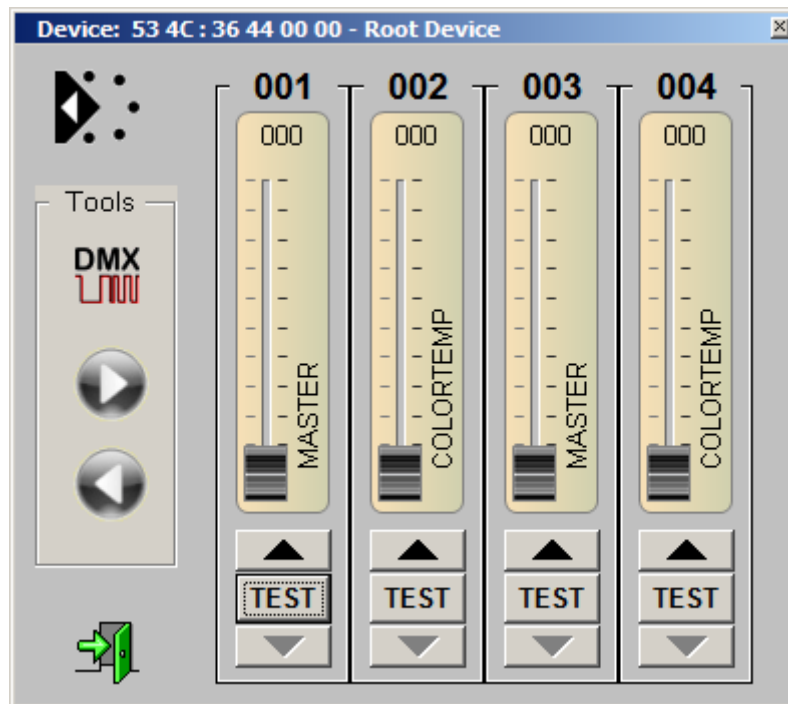 Device: 53 4C : 36 44 00 00 - Root Device
001 002 003 004
000 000 000 000
Tools
DMX
MASTER COLORTEMP MASTER COLORTEMP
TEST TEST TEST TEST